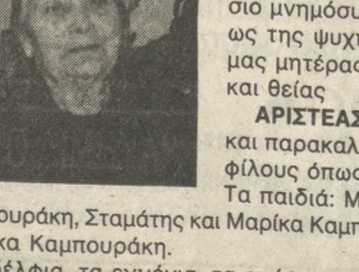 σιο μνημόσυ
ως της ψυχή
μας μητέρας
και θείας
ΑΡΙΣΤΕΑΣ
και παρακαλ
φίλους όπως
Τα παιδιά: Μ
ουράκη, Σταμάτης και Μαρίκα Καμπ
κα Καμπουράκη.